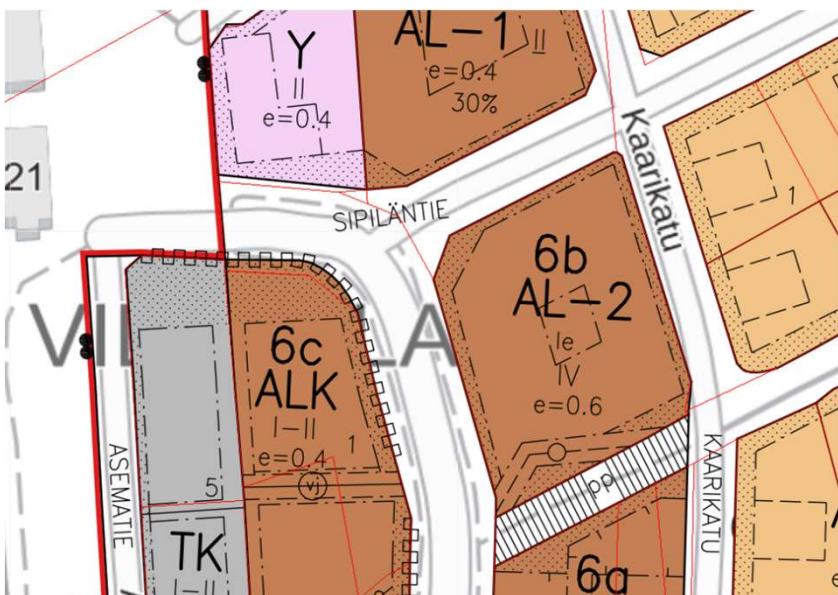 Y
II
e=0.4
AL-1
II
e=0.4
30%
21
SIPILÄNTIE
Kaarikatu
1
6b
AL-2
Ie
IV
e=0.6
6c
ALK
I-II
e=0.4
1
vj
ASEMATIE
5
TK
I-II
pp
KAARIKATU
6a